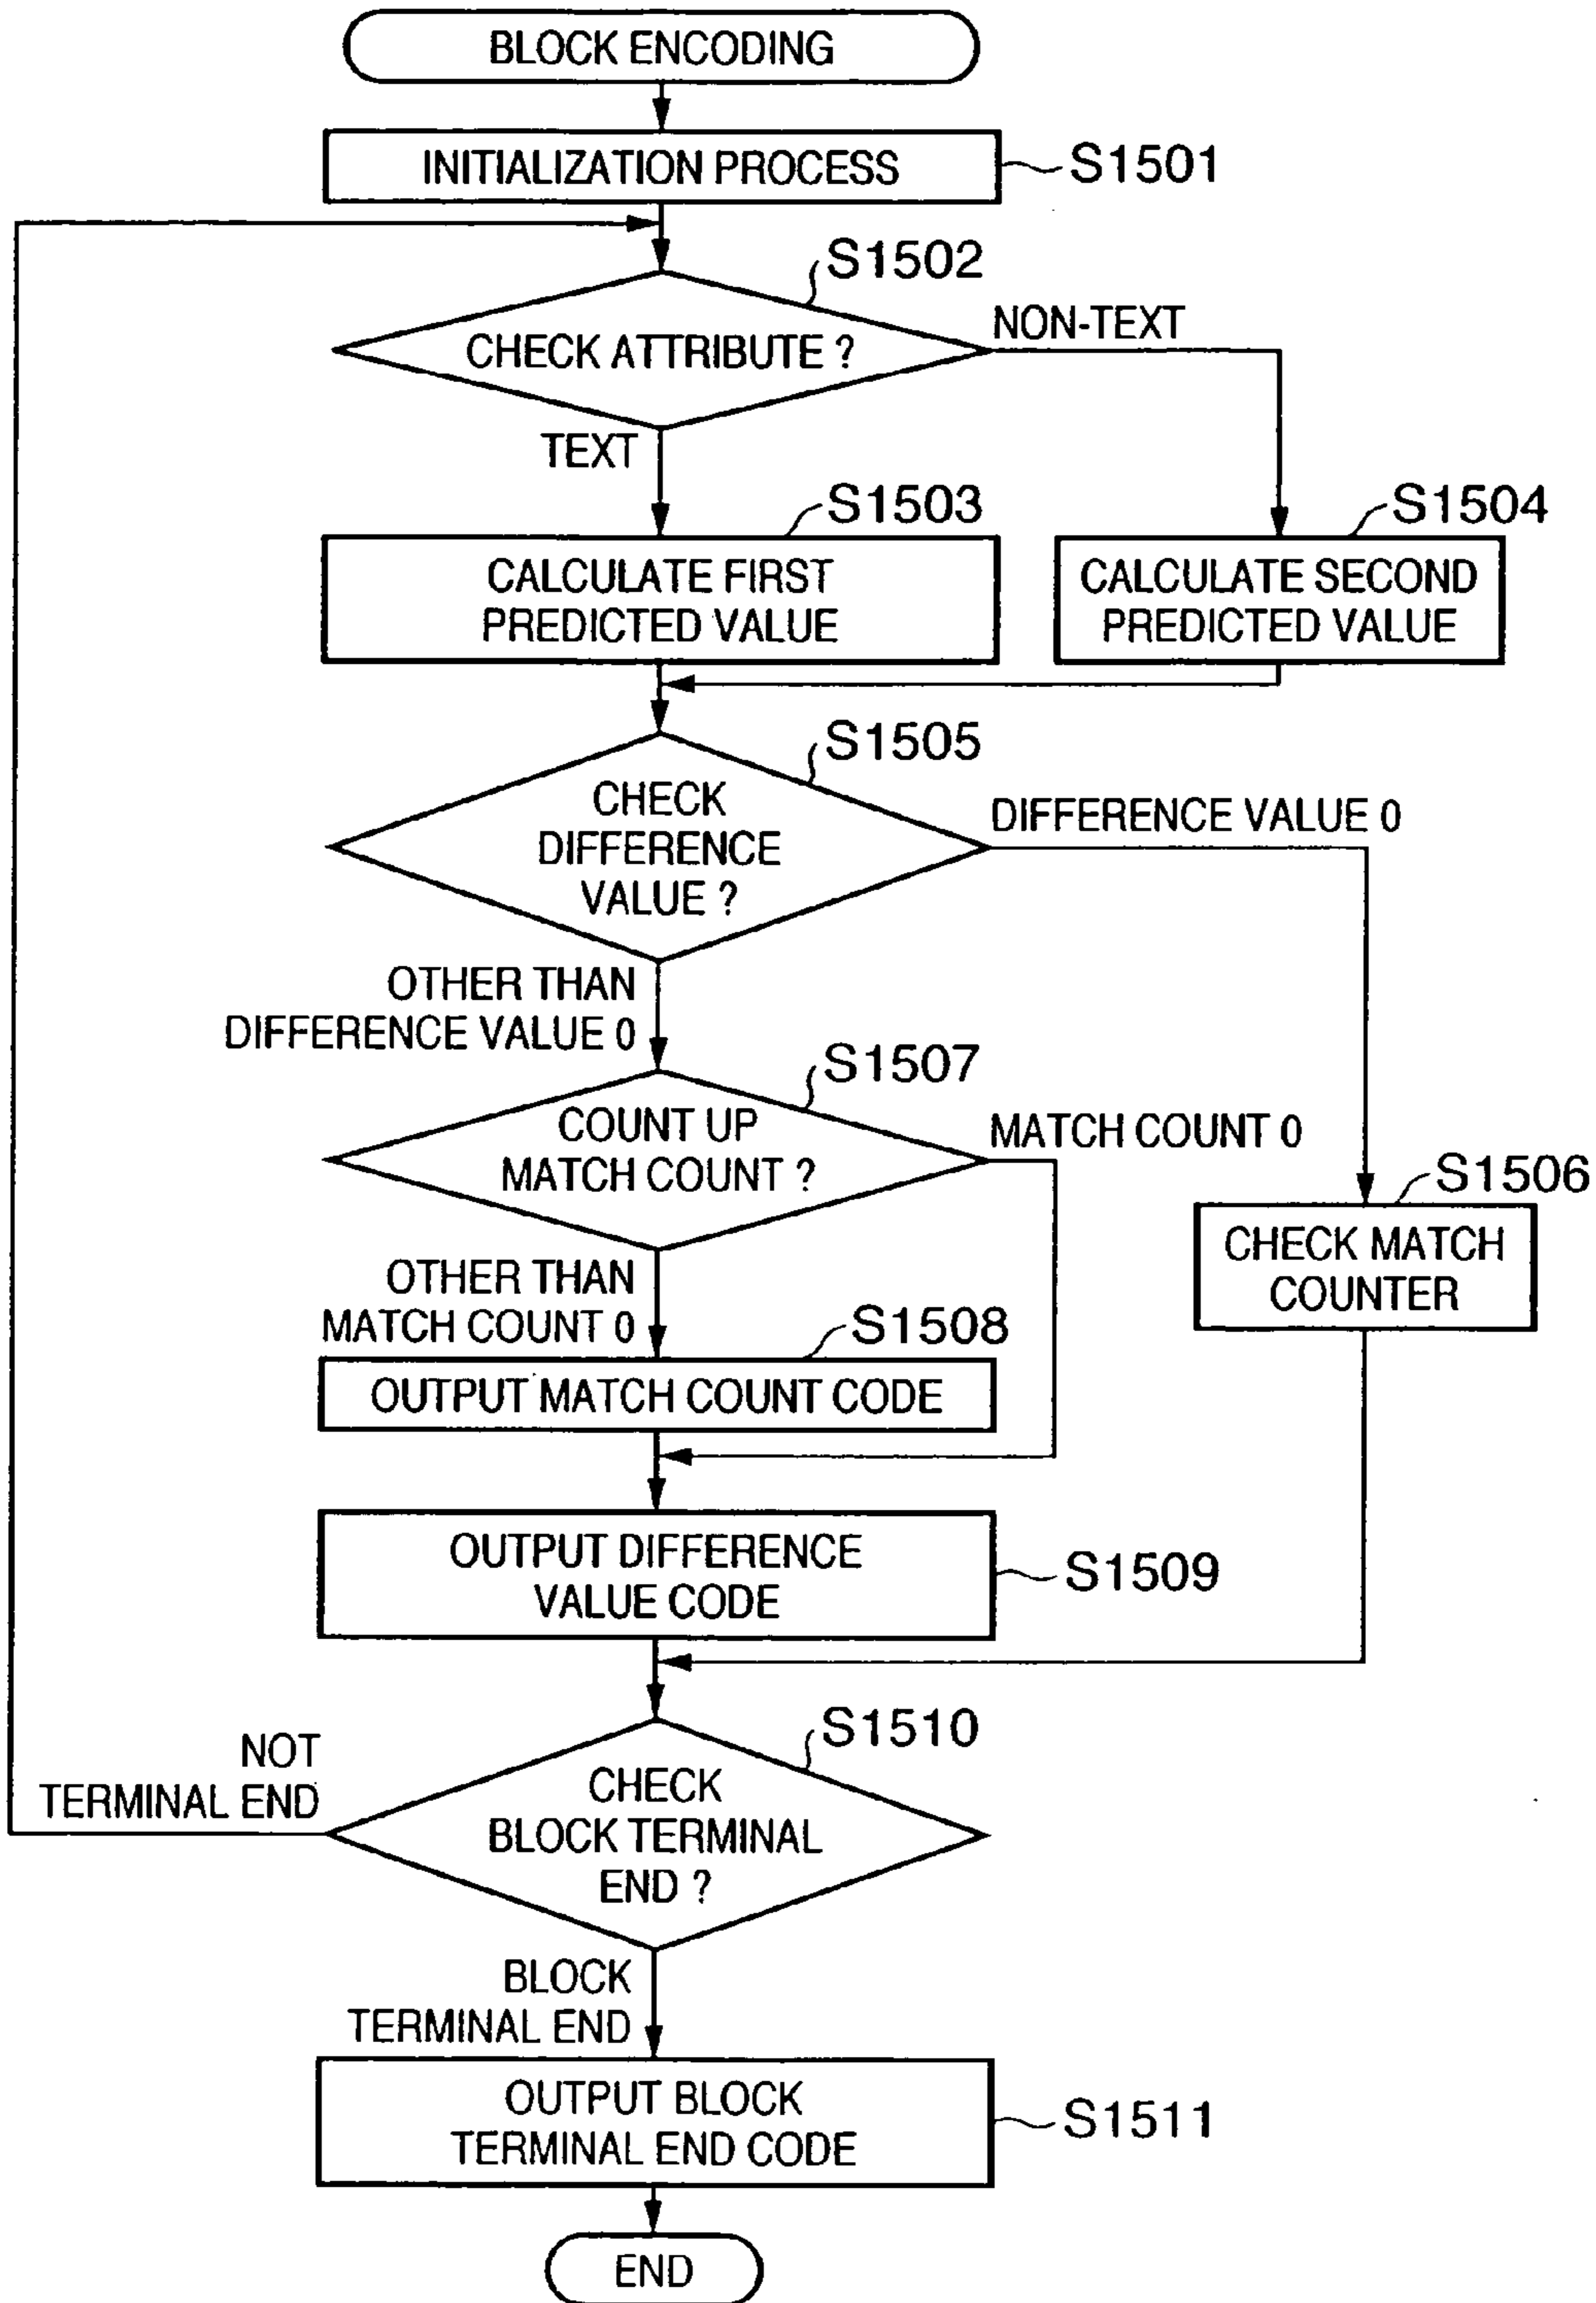 BLOCK ENCODING
INITIALIZATION PROCESS
S1501
S1502
CHECK ATTRIBUTE ?
NON-TEXT
TEXT
S1503
S1504
CALCULATE FIRST
PREDICTED VALUE
CALCULATE SECOND
PREDICTED VALUE
S1505
CHECK
DIFFERENCE
VALUE ?
DIFFERENCE VALUE 0
OTHER THAN
DIFFERENCE VALUE 0
S1507
COUNT UP
MATCH COUNT ?
MATCH COUNT 0
S1506
CHECK MATCH
COUNTER
OTHER THAN
MATCH COUNT 0
S1508
OUTPUT MATCH COUNT CODE
OUTPUT DIFFERENCE
VALUE CODE
S1509
S1510
NOT
TERMINAL END
CHECK
BLOCK TERMINAL
END ?
BLOCK
TERMINAL END
OUTPUT BLOCK
TERMINAL END CODE
S1511
END